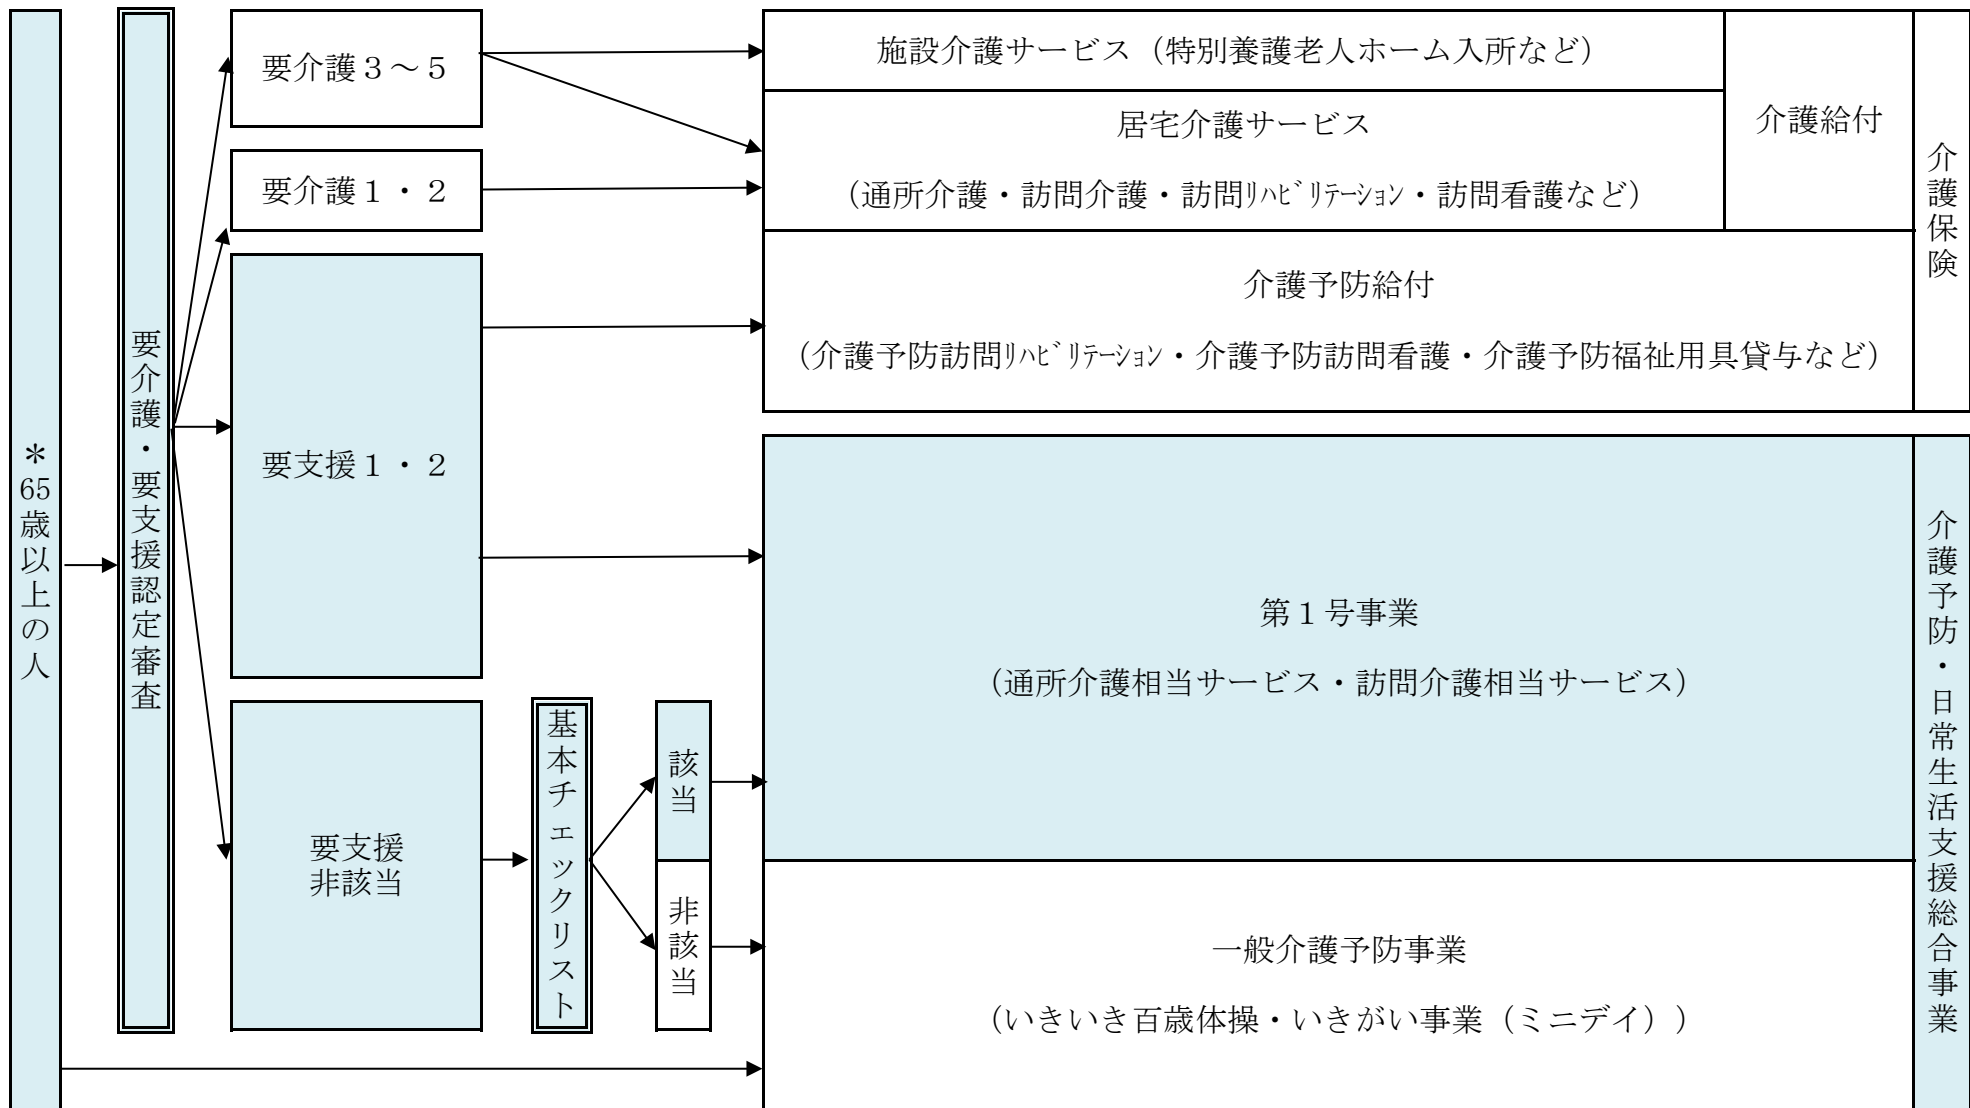 ＊65歳以上の人
要介護・要支援認定審査
要介護３～５
要介護１・２
要支援１・２
要支援
非該当
基本チェックリスト
該当
非該当
施設介護サービス（特別養護老人ホーム入所など）
居宅介護サービス
（通所介護・訪問介護・訪問ﾘﾊﾋﾞﾘﾃｰｼｮﾝ・訪問看護など）
介護給付
介護予防給付
（介護予防訪問ﾘﾊﾋﾞﾘﾃｰｼｮﾝ・介護予防訪問看護・介護予防福祉用具貸与など）
介護保険
第１号事業
（通所介護相当サービス・訪問介護相当サービス）
一般介護予防事業
（いきいき百歳体操・いきがい事業（ミニデイ））
介護予防・日常生活支援総合事業